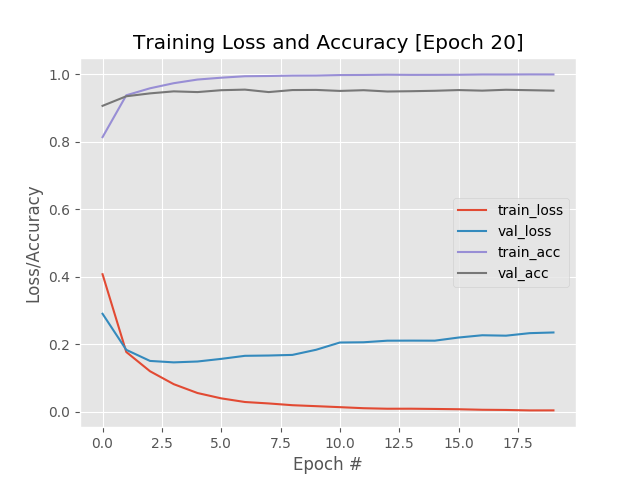 Training Loss and Accuracy [Epoch 20]
Loss/Accuracy
1.0
0.8
0.6
0.4
0.2
0.0
train_loss
val_loss
train_acc
val_acc
0.0 2.5 5.0 7.5 10.0 12.5 15.0 17.5
Epoch #